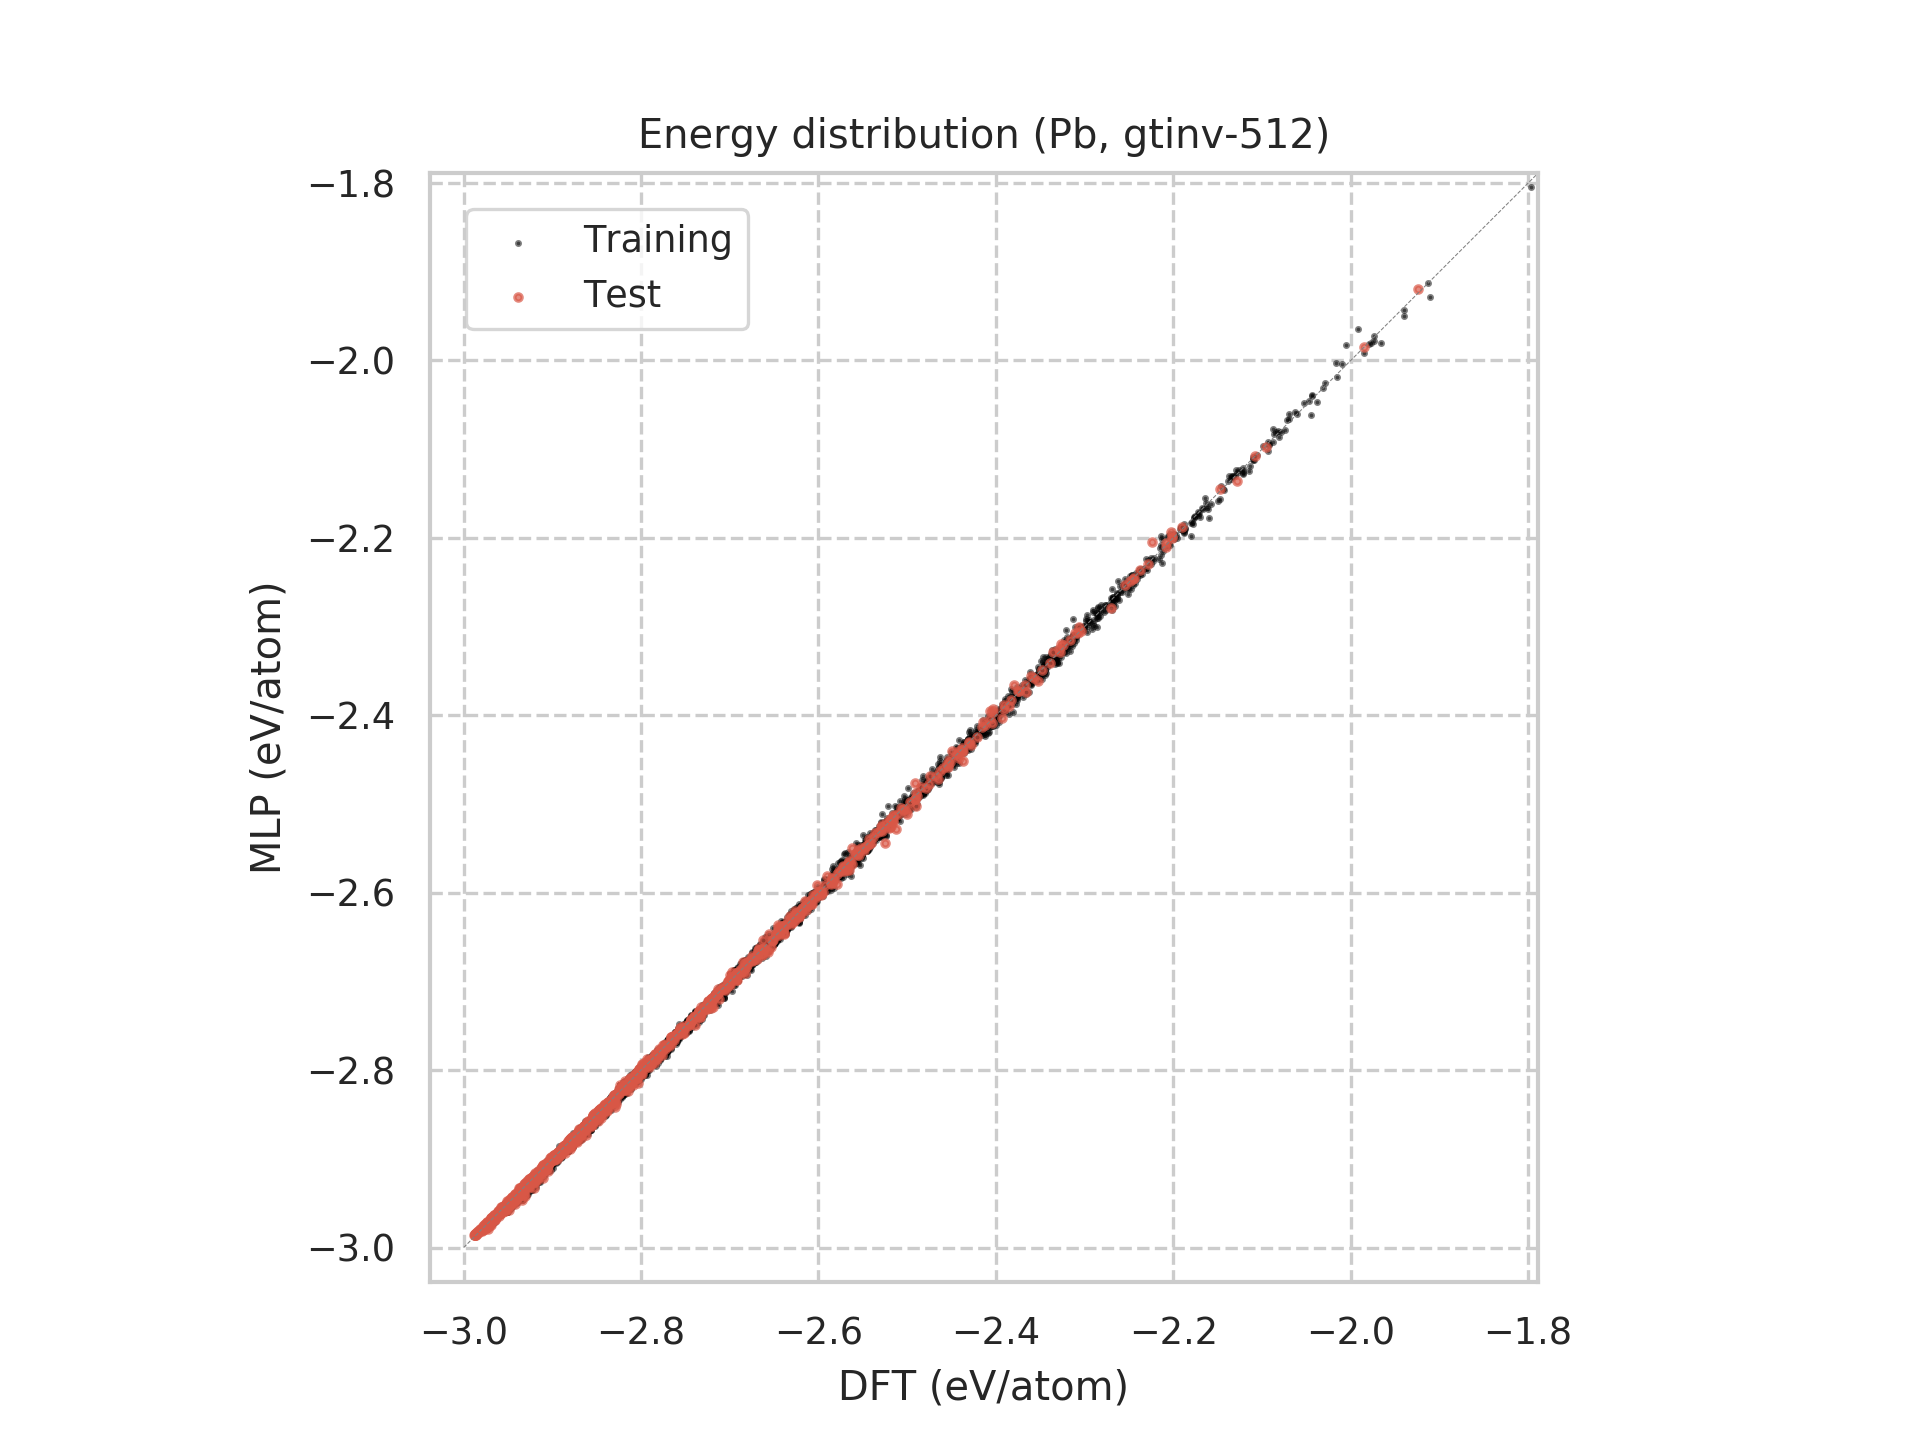 Energy distribution (Pb, gtinv-512)
Training
Test
MLP (eV/atom)
−1.8
−2.0
−2.2
−2.4
−2.6
−2.8
−3.0
−3.0 −2.8 −2.6 −2.4 −2.2 −2.0 −1.8
DFT (eV/atom)